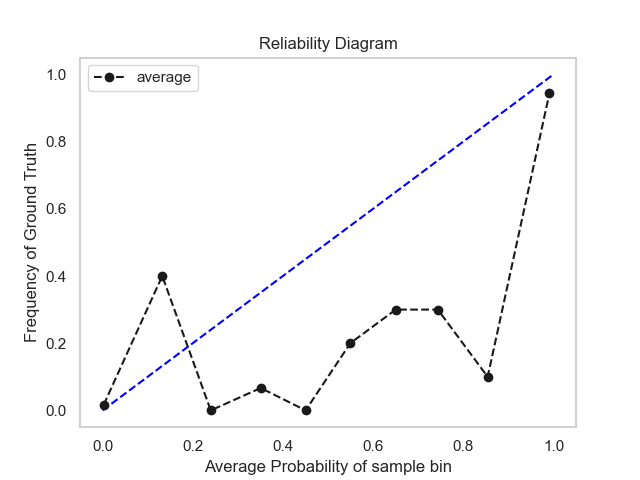 Reliability Diagram
average
1.0
0.8
0.6
0.4
0.2
0.0
Frequency of Ground Truth
0.0 0.2 0.4 0.6 0.8 1.0
Average Probability of sample bin